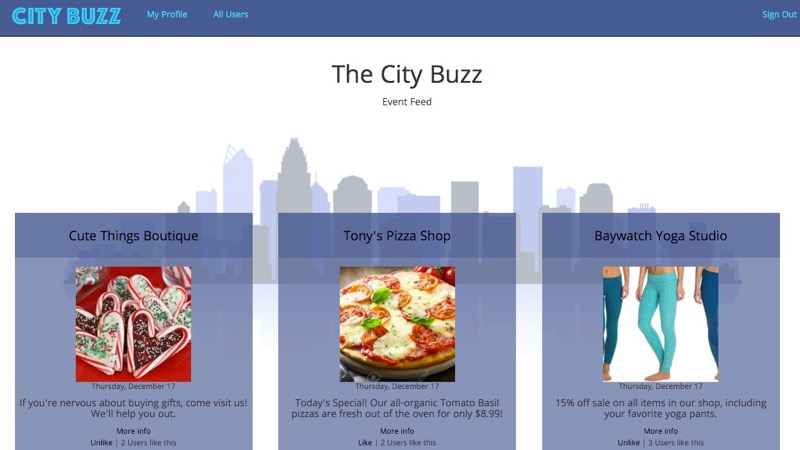 CITY BUZZ
My Profile
All Users
Sign Out
The City Buzz
Event Feed
Cute Things Boutique
Thursday, December 17
If you're nervous about buying gifts, come visit us!
We'll help you out.
More info
Unlike | 2 Users like this
Tony's Pizza Shop
Thursday, December 17
Today's Special! Our all-organic Tomato Basil
pizzas are fresh out of the oven for only $8.99!
More info
Like | 2 Users like this
Baywatch Yoga Studio
Thursday, December 17
15% off sale on all items in our shop, including
your favorite yoga pants.
More info
Unlike | 3 Users like this